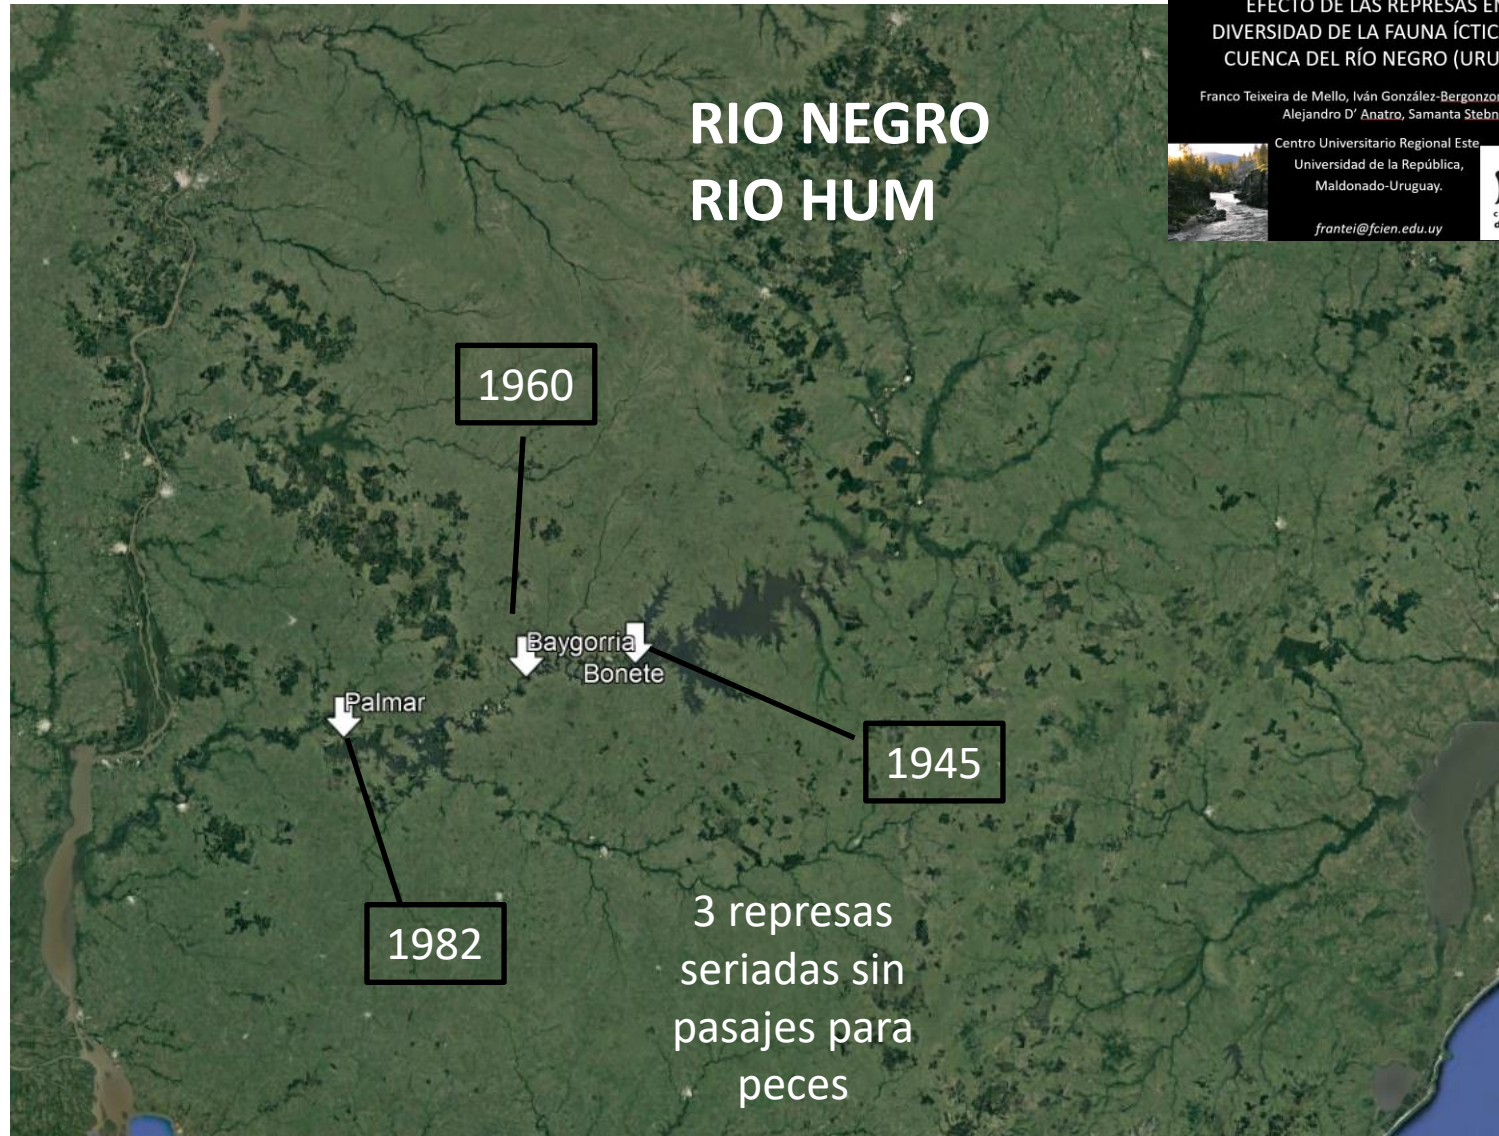 RIO NEGRO
RIO HUM
EFECTO DE LAS REPRESAS EN
DIVERSIDAD DE LA FAUNA ÍCTIC
CUENCA DEL RÍO NEGRO (URU
Franco Teixeira de Mello, Iván González-Bergonzon
Alejandro D' Anatro, Samanta Stebn
Centro Universitario Regional Este
Universidad de la República,
Maldonado-Uruguay.
frantei@fcien.edu.uy
1960
Baygorria
Bonete
Palmar
1945
1982
3 represas
seriadas sin
pasajes para
peces